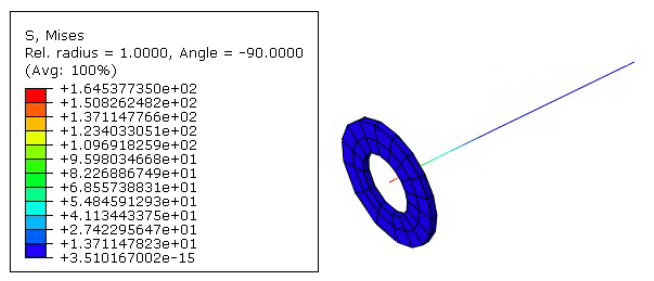 S, Mises
Rel. radius = 1.0000, Angle = -90.0000
(Avg: 100%)
+1.645377350e+02
+1.508262482e+02
+1.371147766e+02
+1.234033051e+02
+1.096918259e+02
+9.598034668e+01
+8.226886749e+01
+6.855738831e+01
+5.484591293e+01
+4.113443375e+01
+2.742295647e+01
+1.371147823e+01
+3.510167002e-15